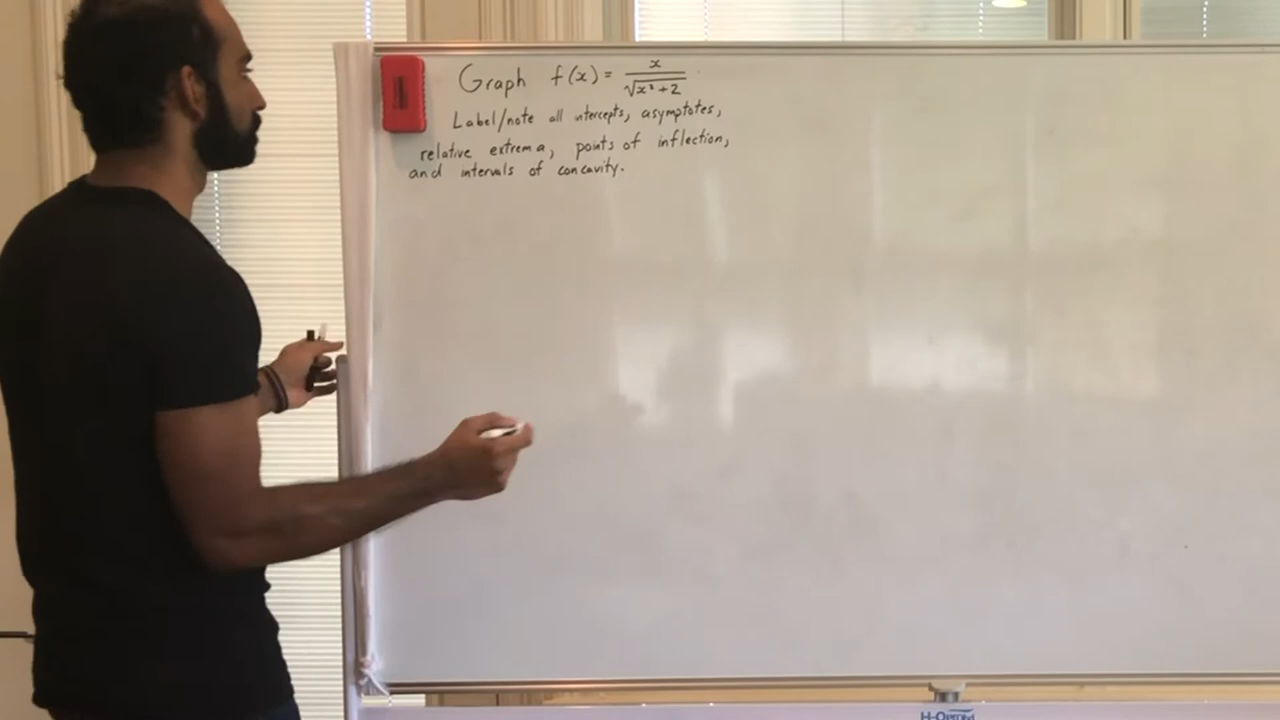 Graph f(x) = x/√(x²+2)
Label/note all intercepts, asymptotes,
relative extrema, points of inflection,
and intervals of concavity.